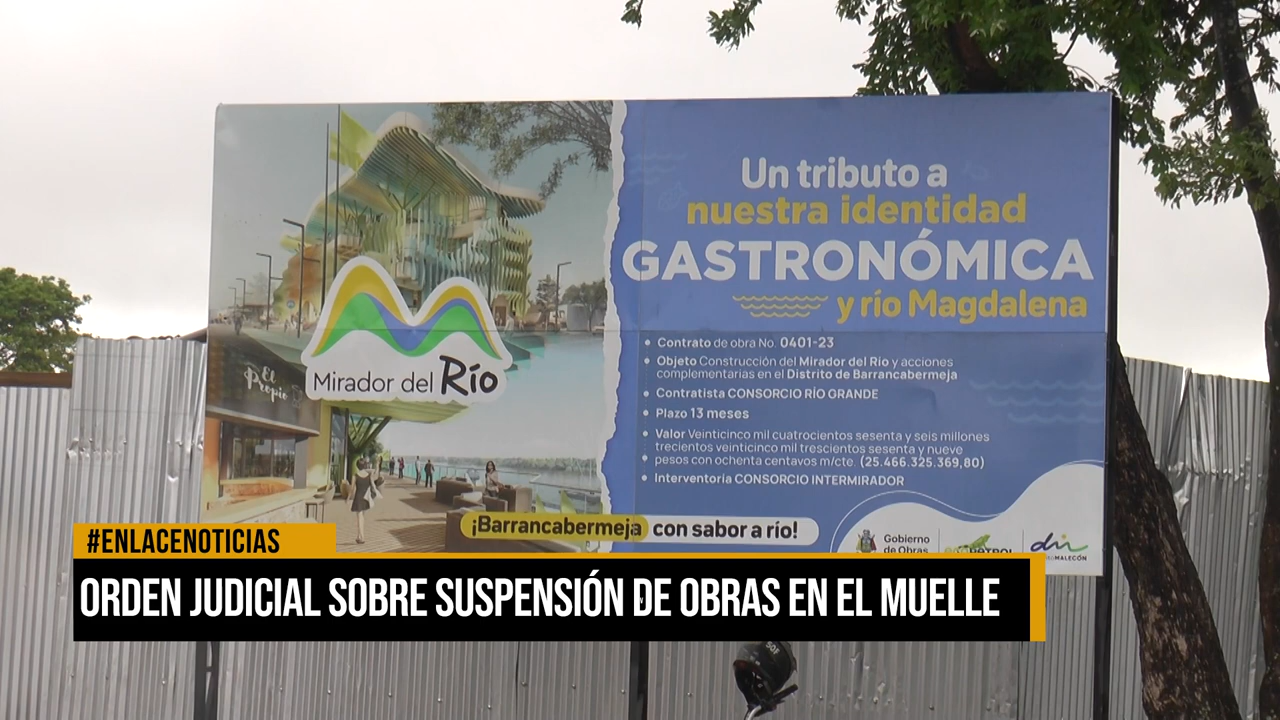 Un tributo a
nuestra identidad
GASTRONÓMICA
y río Magdalena
Mirador del Río
El Propio
• Contrato de obra No. 0401-23
• Objeto Construcción del Mirador del Río y acciones
complementarias en el Distrito de Barrancabermeja
• Contratista CONSORCIO RÍO GRANDE
• Plazo 13 meses
• Valor Veinticinco mil cuatrocientos sesenta y seis millones
trecientos veinticinco mil trescientos sesenta y nueve
• pesos con ochenta centavos m/cte. (25.466.325.369,80)
• Interventoría CONSORCIO INTERMIRADOR
¡Barrancabermeja con sabor a río!
Gobierno
de Obras
MALECÓN
#ENLACENOTICIAS
ORDEN JUDICIAL SOBRE SUSPENSIÓN DE OBRAS EN EL MUELLE